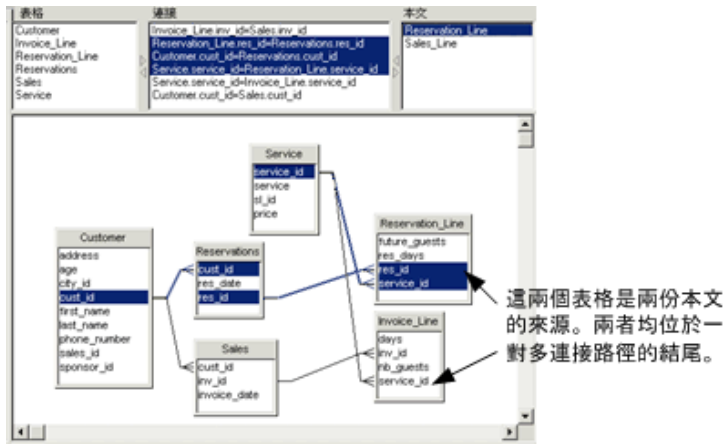 表格
Customer
Invoice_Line
Reservation_Line
Reservations
Sales
Service
連接
Invoice_Line.inv_id=Sales.inv_id
Reservation_Line.res_id=Reservations.res_id
Customer.cust_id=Reservations.cust_id
Service.service_id=Reservation_Line.service_id
Service.service_id=Invoice_Line.service_id
Customer.cust_id=Sales.cust_id
本文
Reservation_Line
Sales_Line
Service
service_id
service
sl_id
price
Customer
address
age
city_id
cust_id
first_name
last_name
phone_number
sales_id
sponsor_id
Reservations
cust_id
res_date
res_id
Sales
cust_id
inv_id
invoice_date
Reservation_Line
future_guests
res_days
res_id
service_id
Invoice_Line
days
inv_id
nb_guests
service_id
這兩個表格是兩份本文
的來源。兩者均位於一
對多連接路徑的結尾。